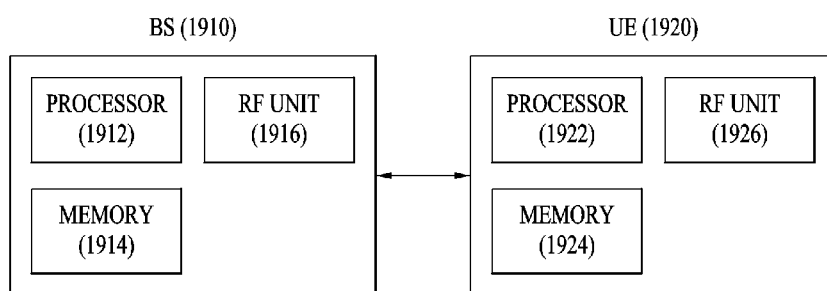 BS (1910)
PROCESSOR
(1912)
RF UNIT
(1916)
MEMORY
(1914)
UE (1920)
PROCESSOR
(1922)
RF UNIT
(1926)
MEMORY
(1924)